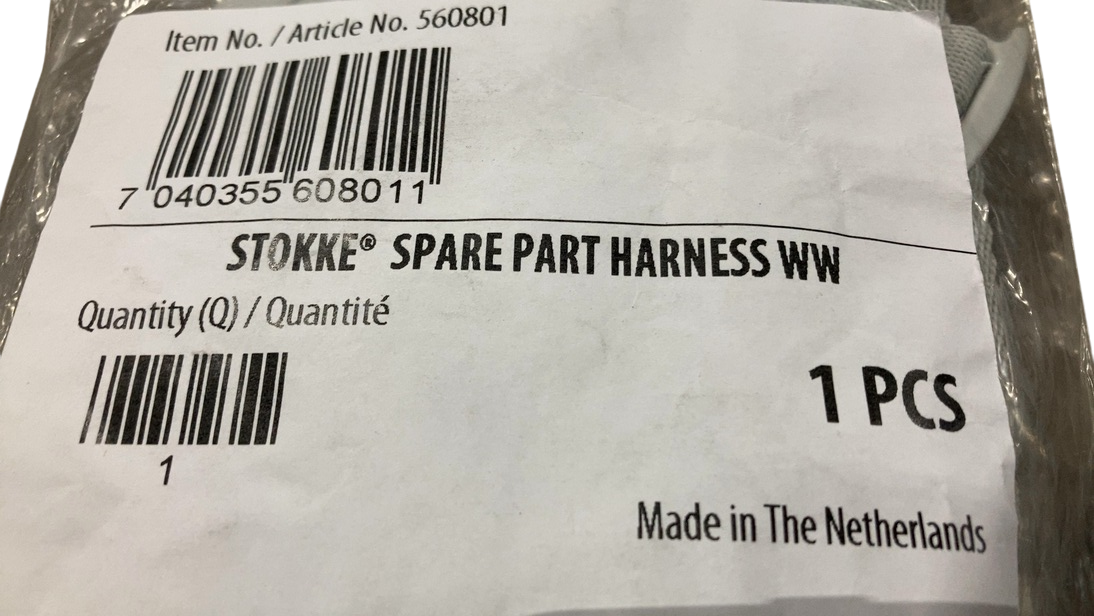 Item No. / Article No. 560801
7 040355 608011
STOKKE® SPARE PART HARNESS WW
Quantity (Q) / Quantité
1
1 PCS
Made in The Netherlands